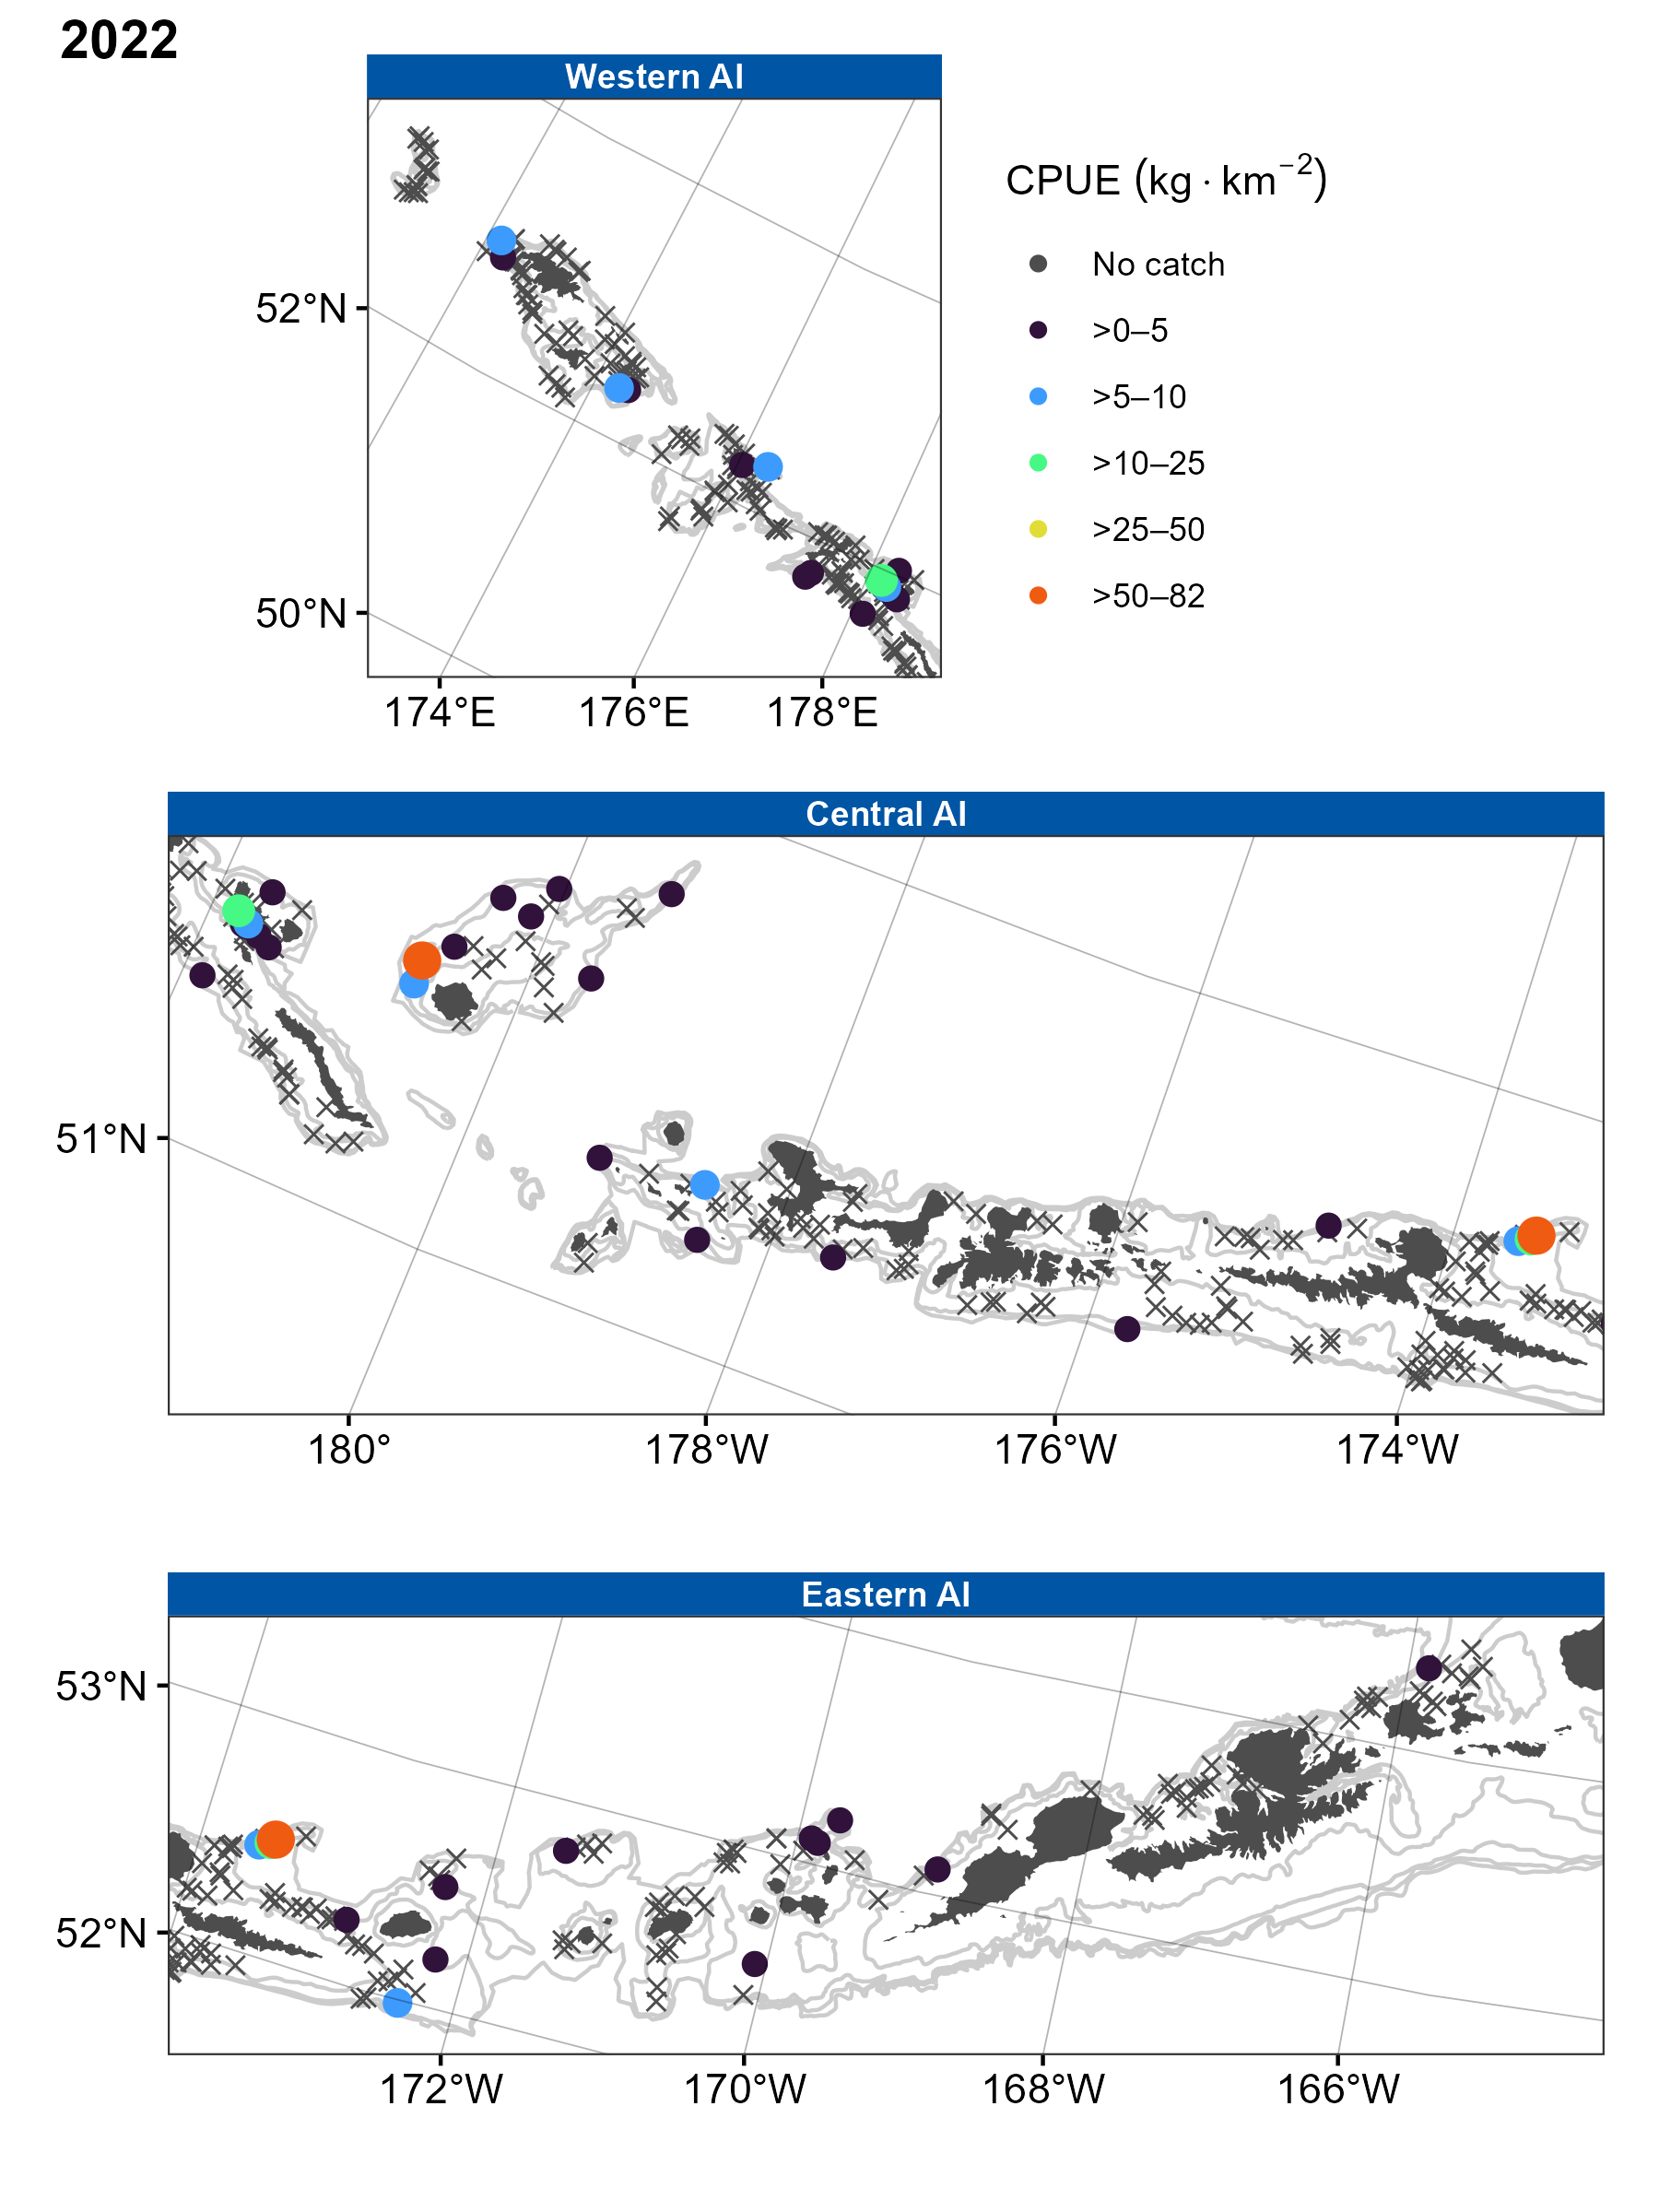 2022
Western AI
CPUE (kg · km⁻²)
No catch
>0–5
>5–10
>10–25
>25–50
>50–82
52°N
50°N
174°E 176°E 178°E
Central AI
51°N
180° 178°W 176°W 174°W
Eastern AI
53°N
52°N
172°W 170°W 168°W 166°W